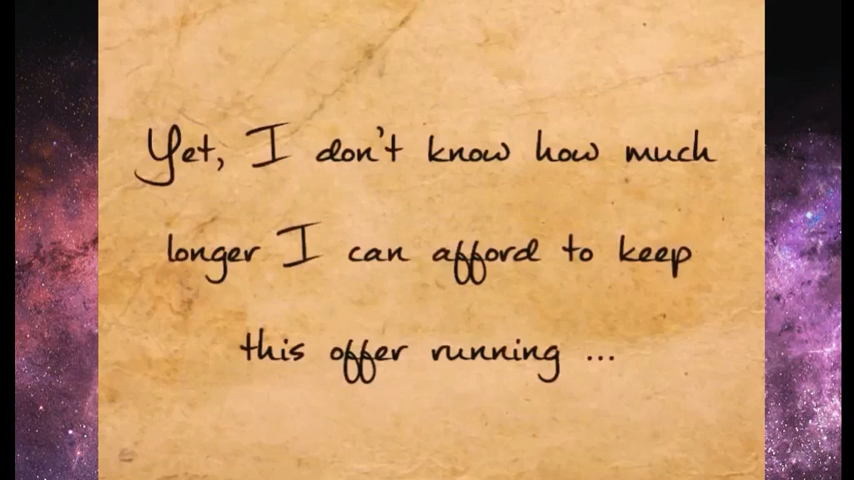 Yet, I don't know how much
longer I can afford to keep
this offer running ...